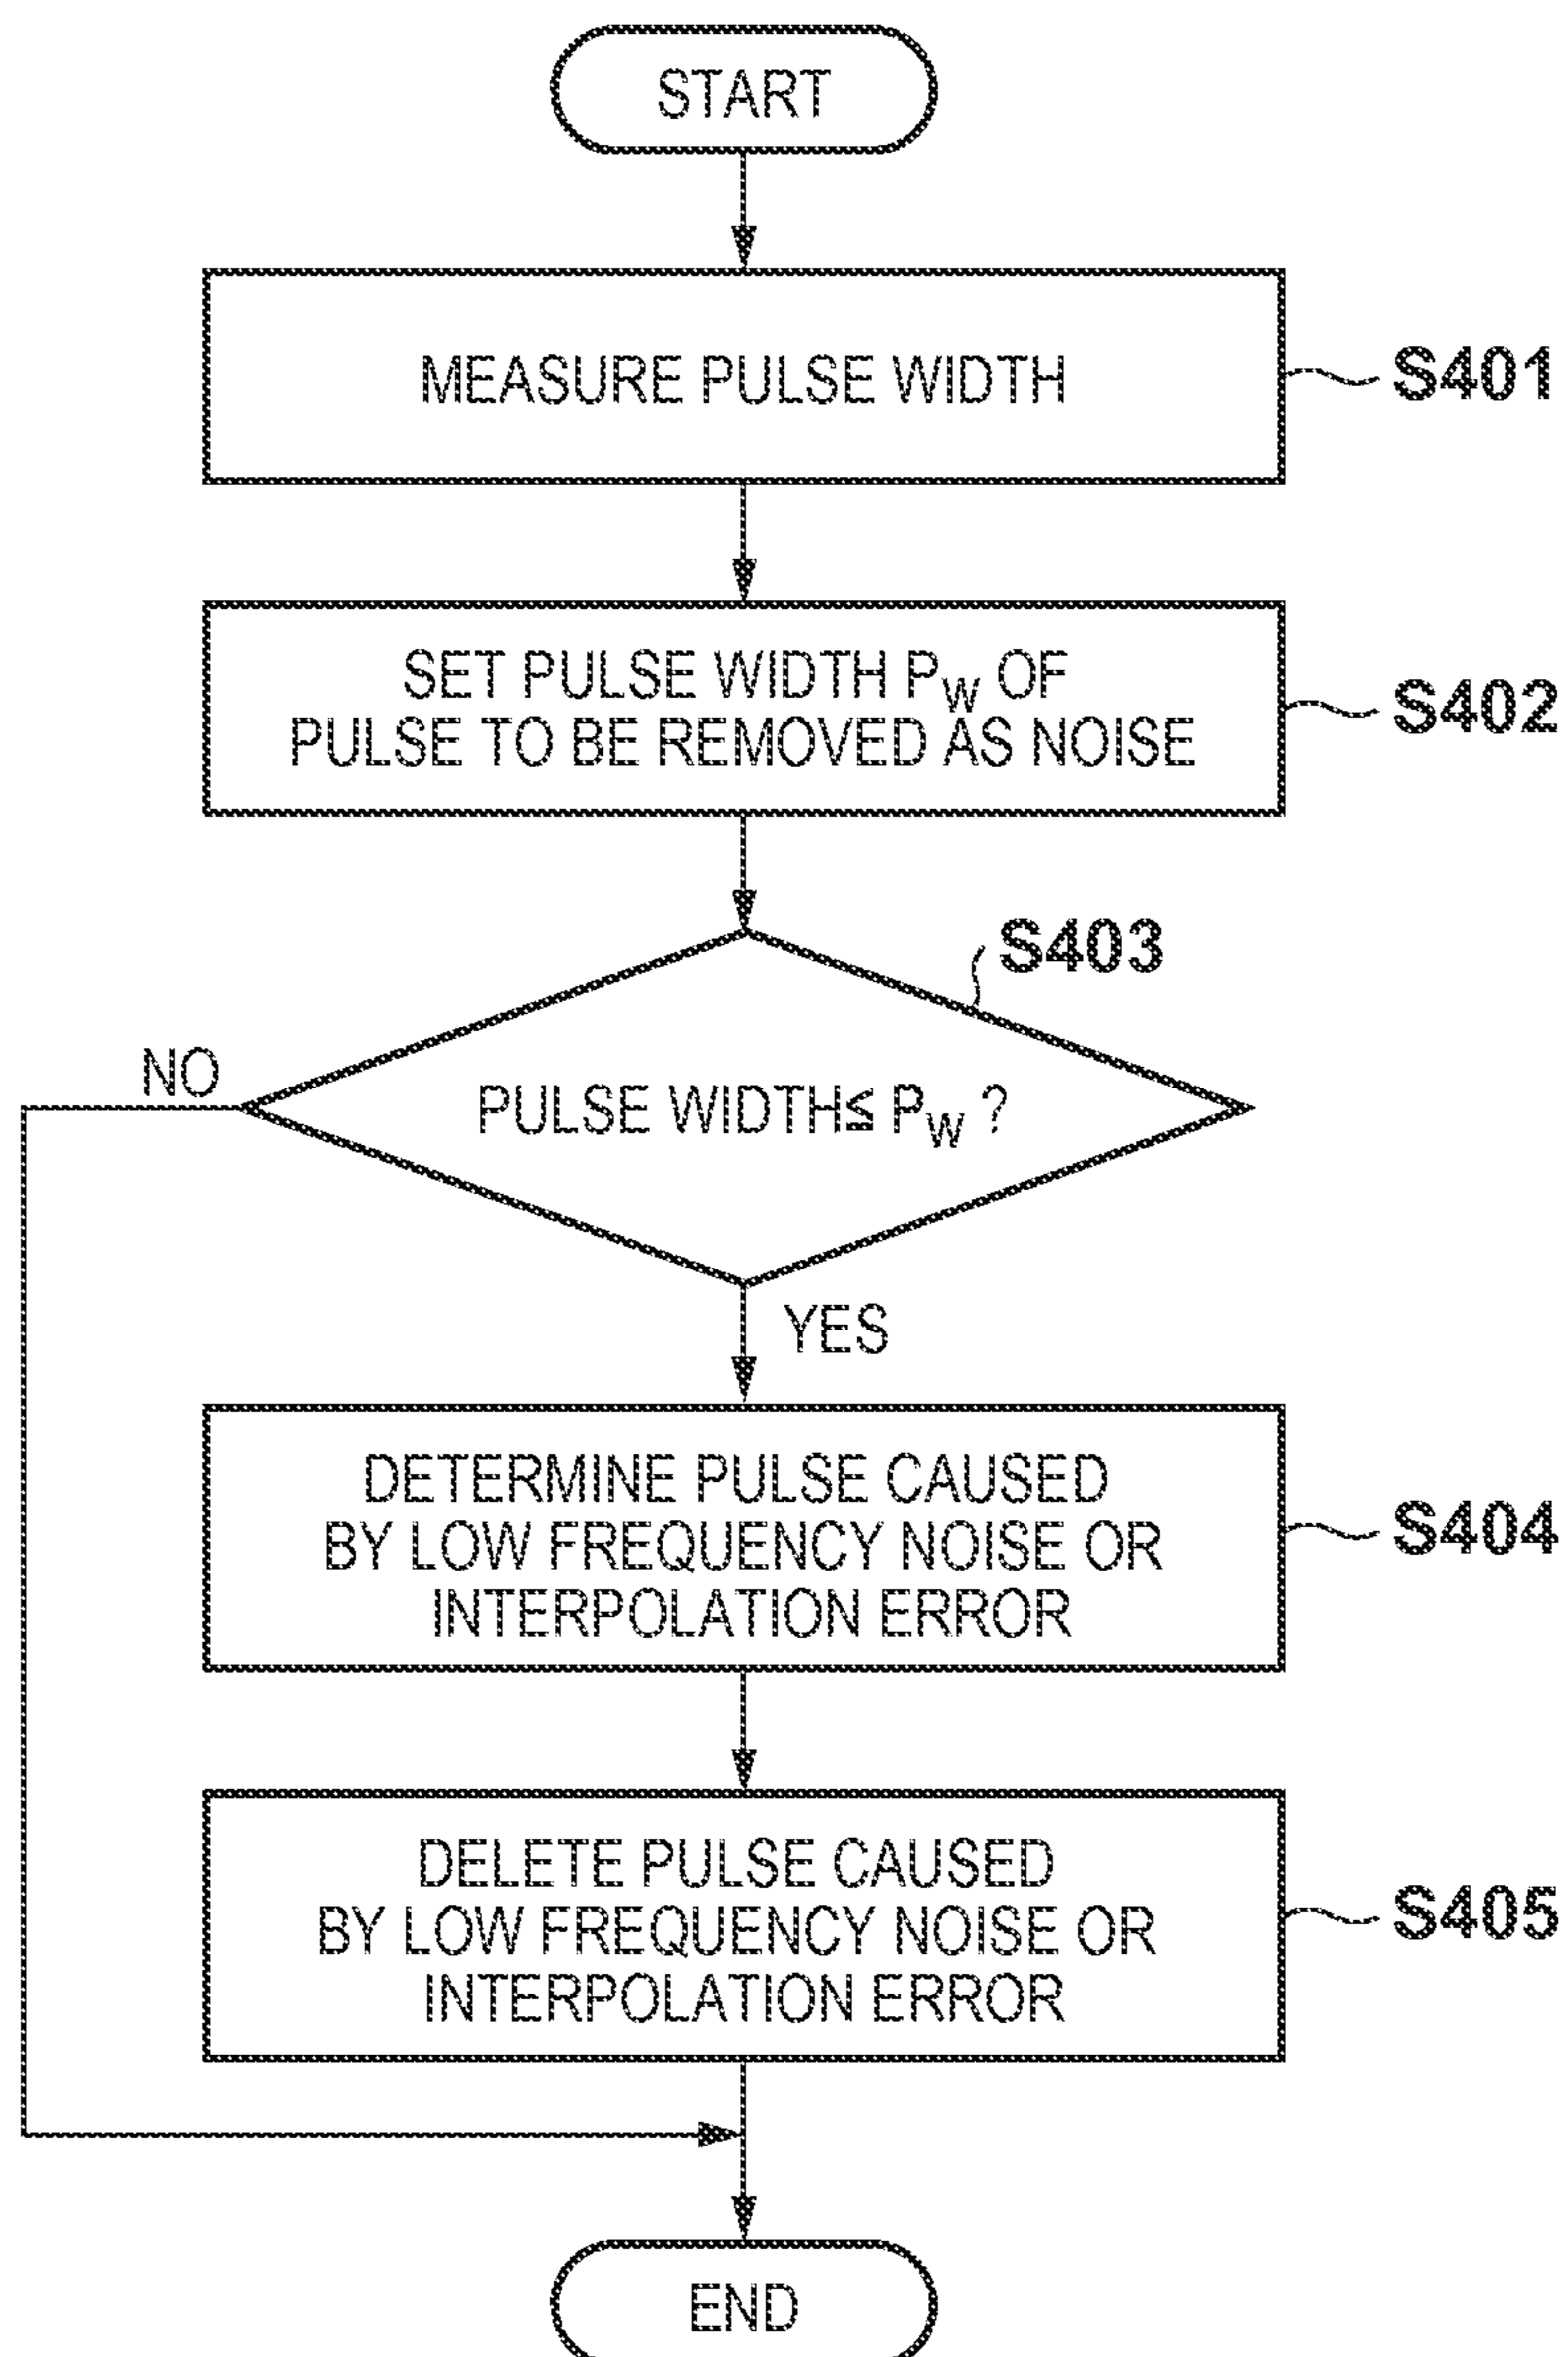 START
MEASURE PULSE WIDTH
S401
SET PULSE WIDTH PW OF
PULSE TO BE REMOVED AS NOISE
S402
S403
NO
PULSE WIDTH≦ PW ?
YES
DETERMINE PULSE CAUSED
BY LOW FREQUENCY NOISE OR
INTERPOLATION ERROR
S404
DELETE PULSE CAUSED
BY LOW FREQUENCY NOISE OR
INTERPOLATION ERROR
S405
END